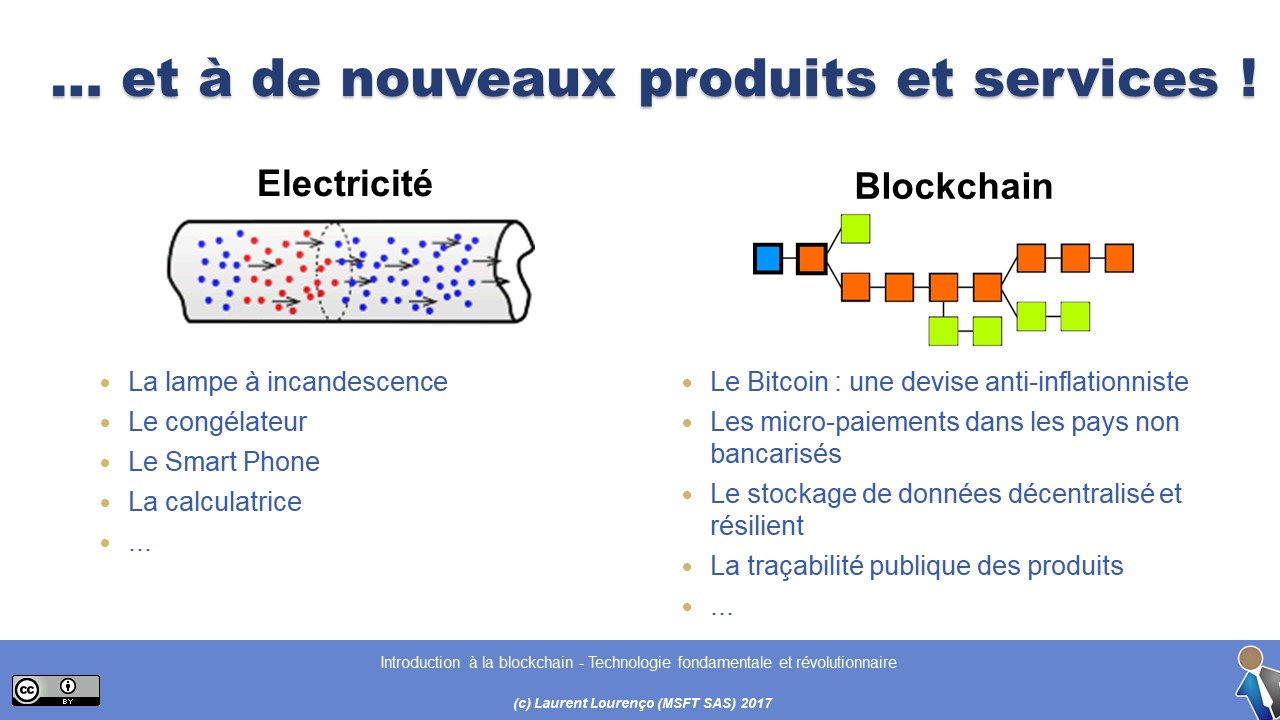 ... et à de nouveaux produits et services !
Electricité
La lampe à incandescence
Le congélateur
Le Smart Phone
La calculatrice
...
Blockchain
Le Bitcoin : une devise anti-inflationniste
Les micro-paiements dans les pays non
bancarisés
Le stockage de données décentralisé et
résilient
La traçabilité publique des produits
...
Introduction à la blockchain - Technologie fondamentale et révolutionnaire
(c) Laurent Lourenço (MSFT SAS) 2017
cc
BY